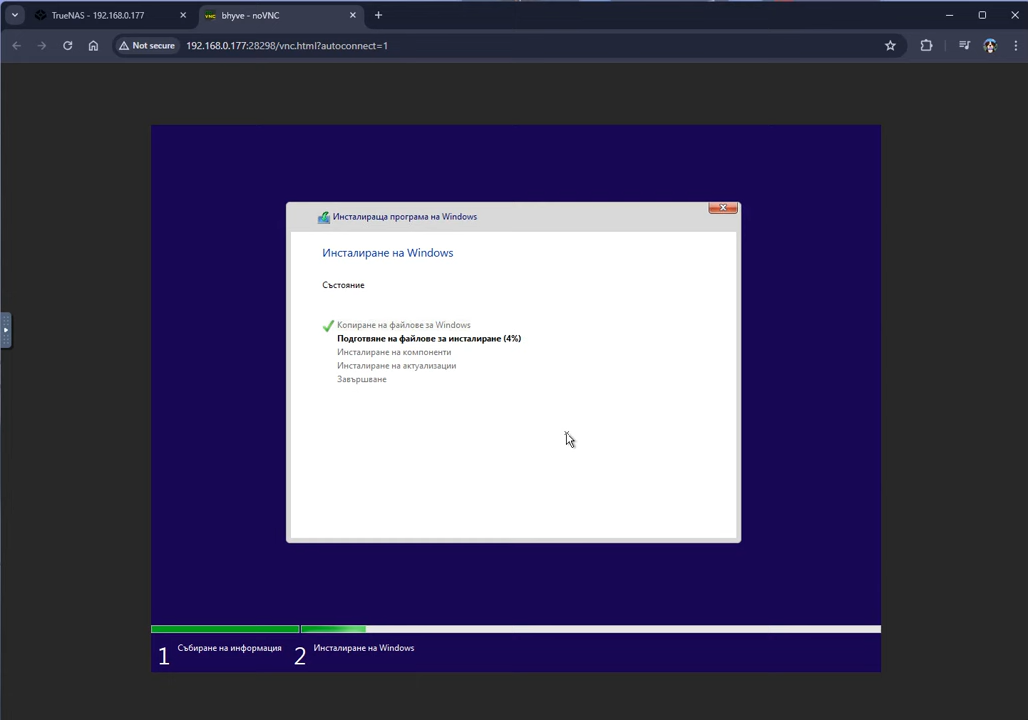 TrueNAS - 192.168.0.177
bhyve - noVNC
Not secure
192.168.0.177:28298/vnc.html?autoconnect=1
Инсталираща програма на Windows
Инсталиране на Windows
Състояние
Копиране на файлове за Windows
Подготвяне на файлове за инсталиране (4%)
Инсталиране на компоненти
Инсталиране на актуализации
Завършване
1 Събиране на информация
2 Инсталиране на Windows